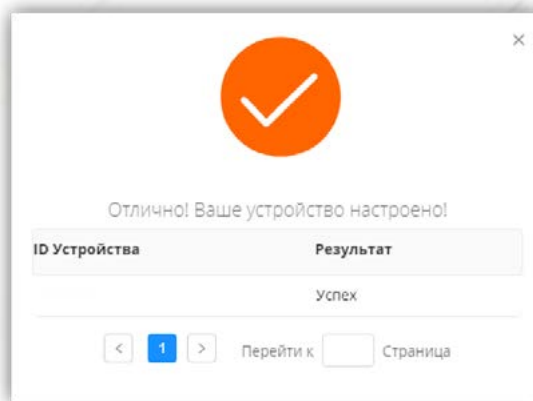 Отлично! Ваше устройство настроено!
ID Устройства Результат
Успех
< 1 > Перейти к Страница